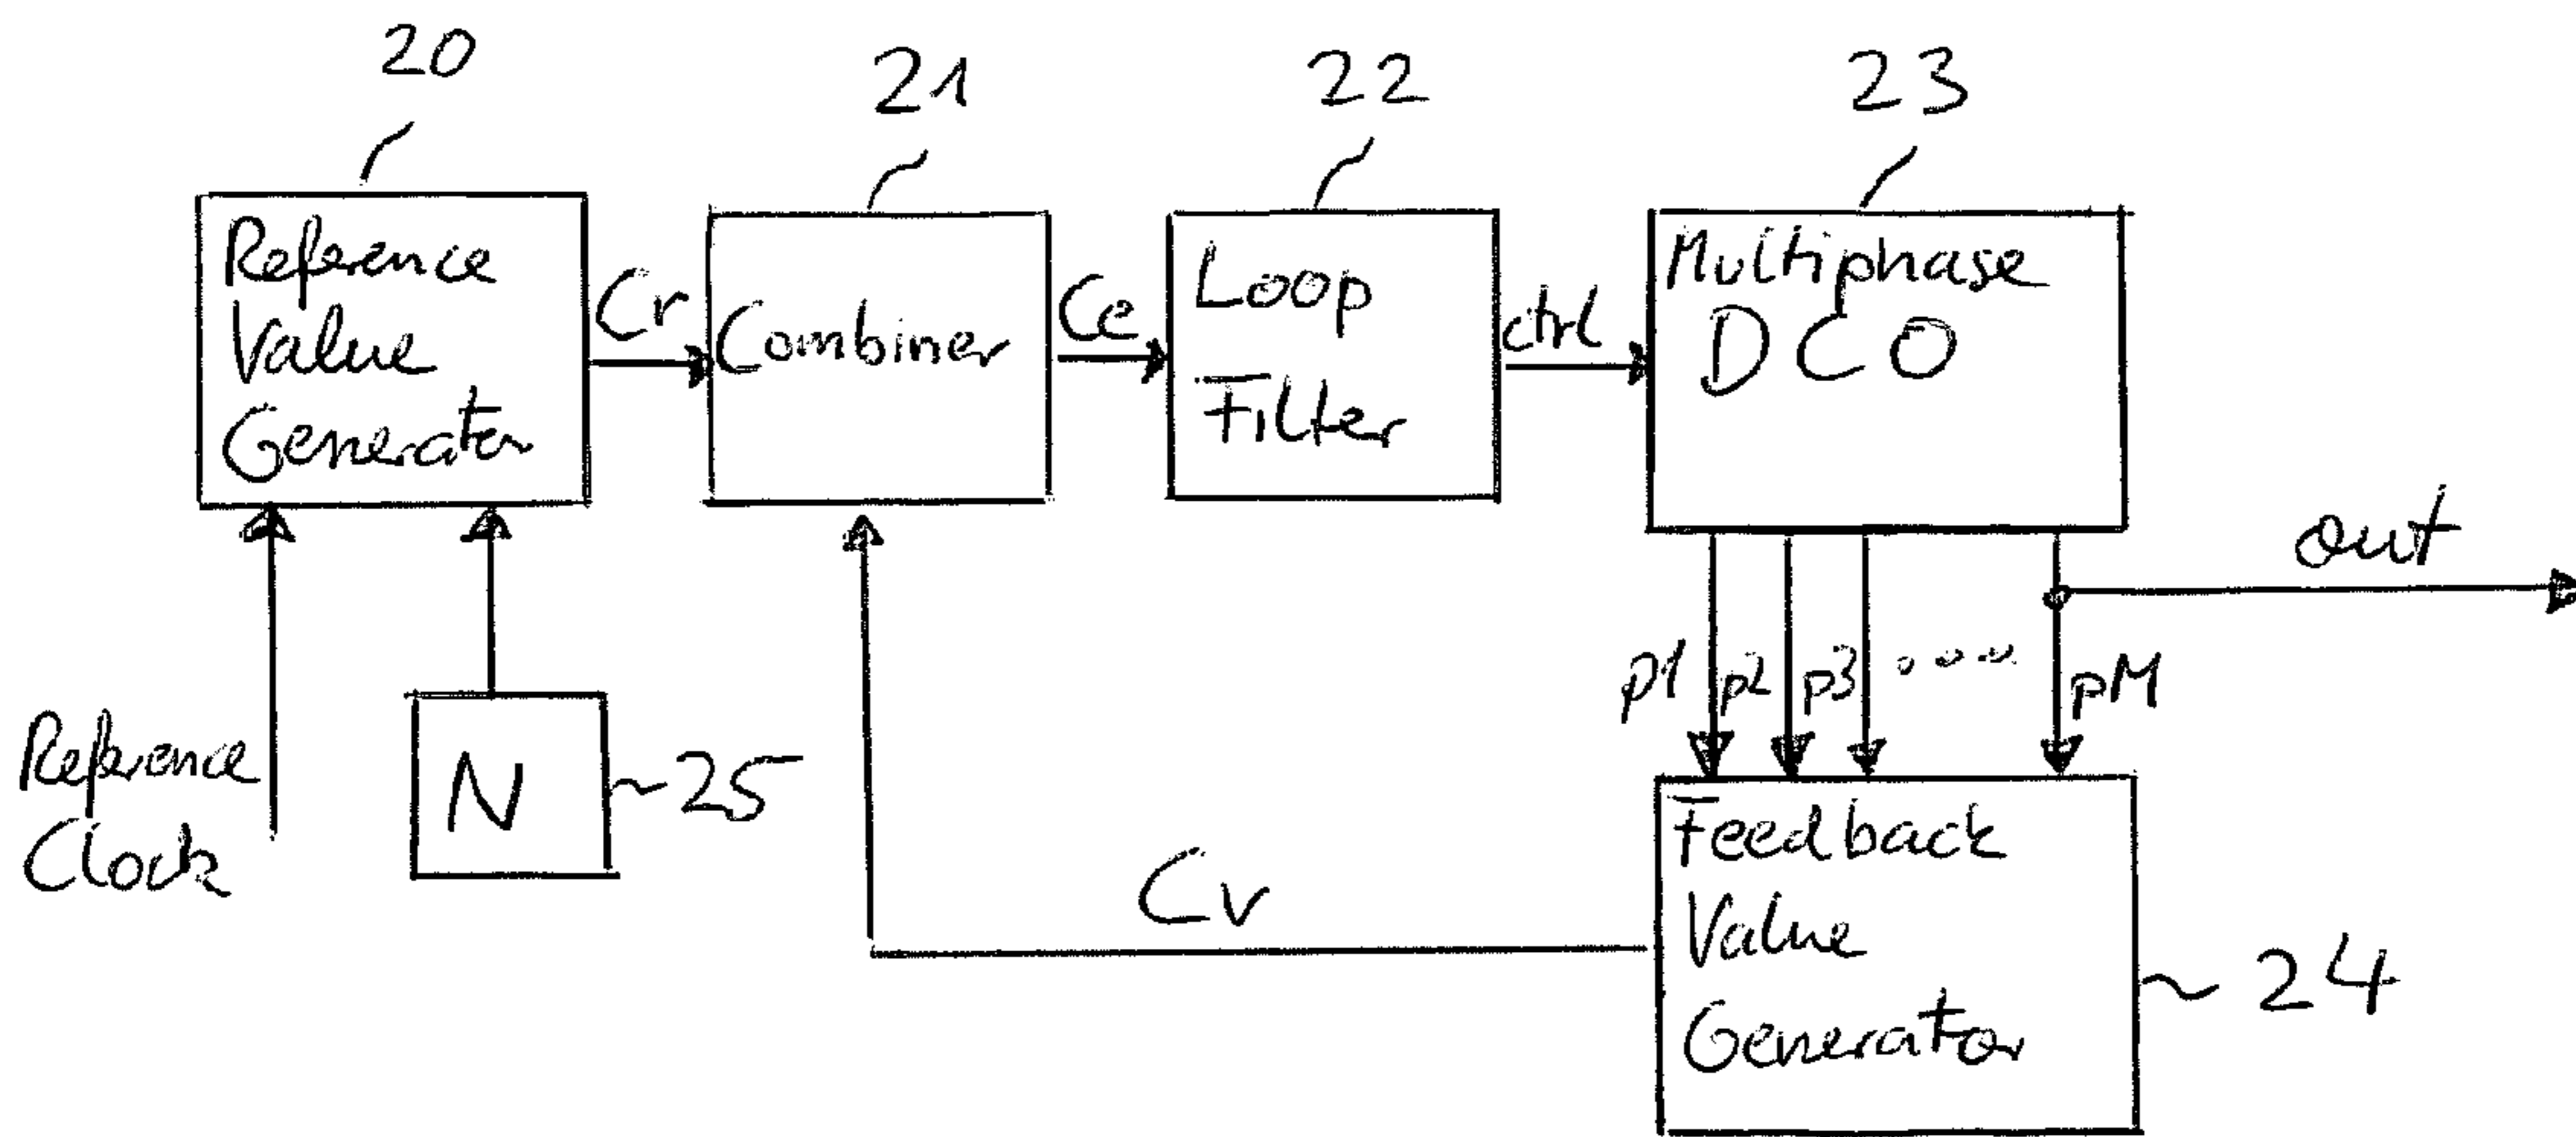 20
21
22
23
Reference
Value
Generator
Cr
Combiner
Ce
Loop
Filter
ctrl
Multiphase
DCO
out
p1 p2 p3 .... pM
Reference
Clock
N
25
Cv
Feedback
Value
Generator
24